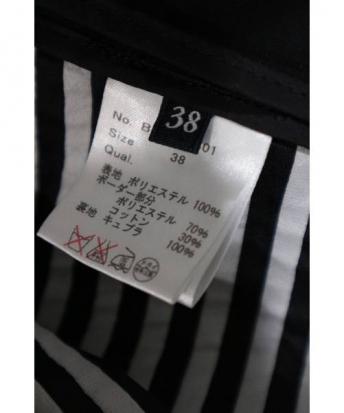 38
No. B 01
Size 38
Qual.
表地 ポリエステル 100%
ボーダー部分
ポリエステル 70%
コットン 30%
裏地 キュプラ 100%